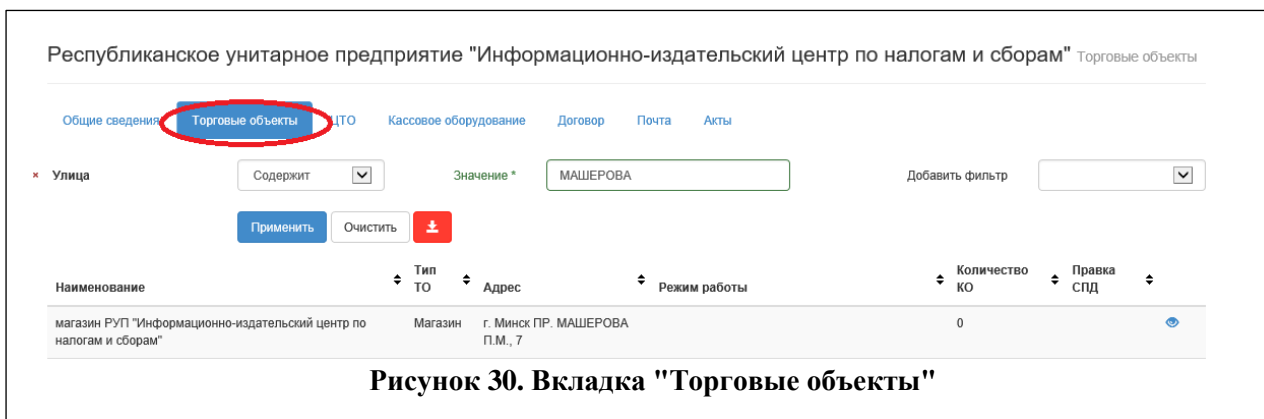 Республиканское унитарное предприятие "Информационно-издательский центр по налогам и сборам" Торговые объекты
Общие сведения Торговые объекты ЦТО Кассовое оборудование Договор Почта Акты
× Улица Содержит Значение * МАШЕРОВА Добавить фильтр
Применить Очистить
Наименование Тип ТО Адрес Режим работы Количество КО Правка СПД
магазин РУП "Информационно-издательский центр по Магазин г. Минск ПР. МАШЕРОВА 0
налогам и сборам" П.М., 7
Рисунок 30. Вкладка "Торговые объекты"